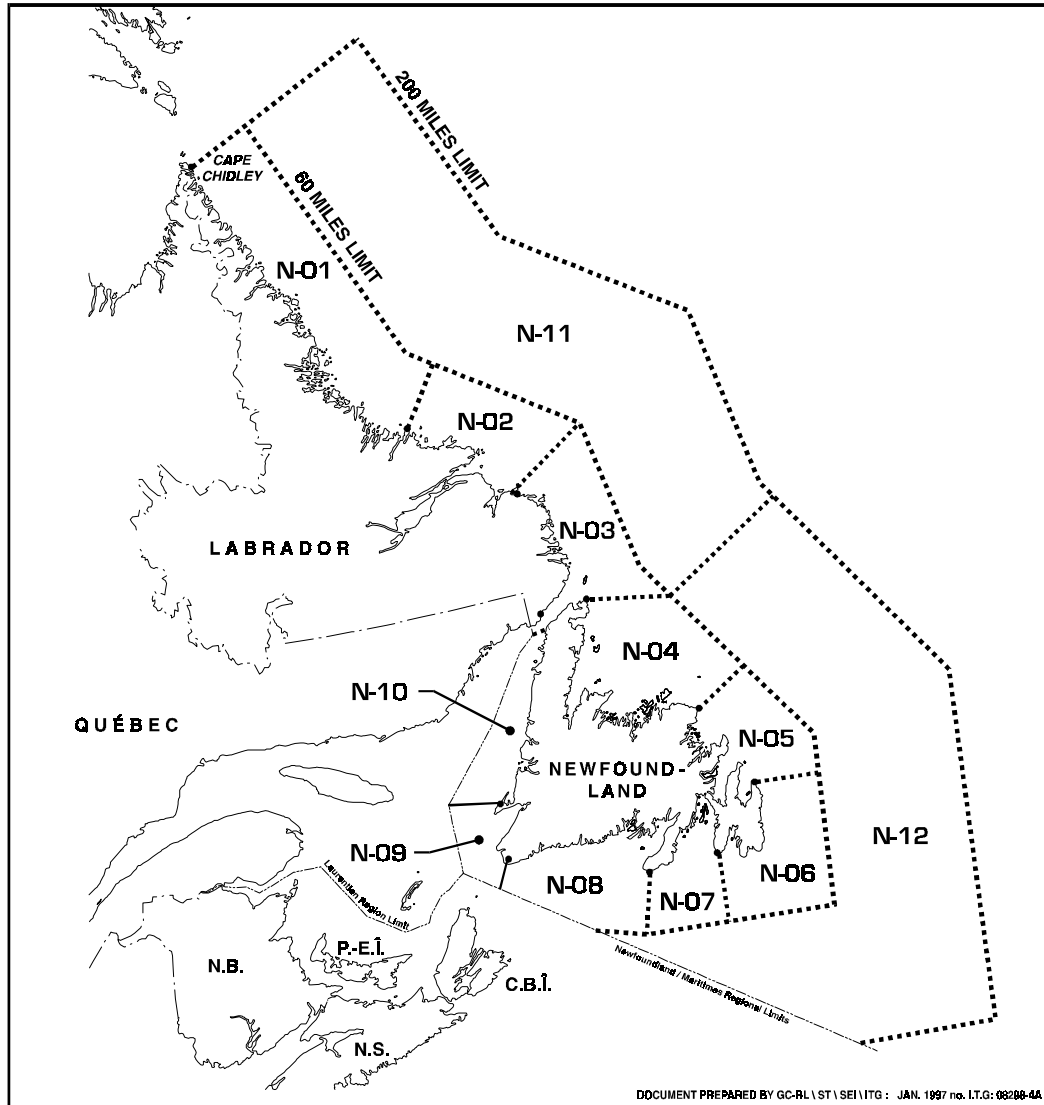 200 MILES LIMIT
CAPE
CHIDLEY
60 MILES LIMIT
N-01
N-11
N-02
N-03
LABRADOR
N-04
N-10
QUÉBEC
N-05
NEWFOUND-
LAND
N-12
N-09
N-06
N-08
N-07
Laurentien Region Limit
P.-E.Î.
N.B.
Newfoundland / Maritimes Regional Limits
C.B.Î.
N.S.
DOCUMENT PREPARED BY GC-RL \ ST \ SEI \ ITG : JAN. 1997 no. I.T.G: 08298-4A